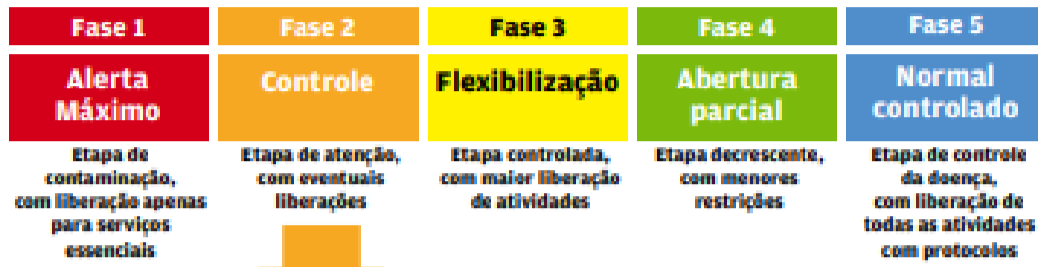 Fase 1
Alerta
Máximo
Etapa de
contaminação,
com liberação apenas
para serviços
essenciais
Fase 2
Controle
Etapa de atenção,
com eventuais
liberações
Fase 3
Flexibilização
Etapa controlada,
com maior liberação
de atividades
Fase 4
Abertura
parcial
Etapa decrescente,
com menores
restrições
Fase 5
Normal
controlado
Etapa de controle
da doença,
com liberação de
todas as atividades
com protocolos